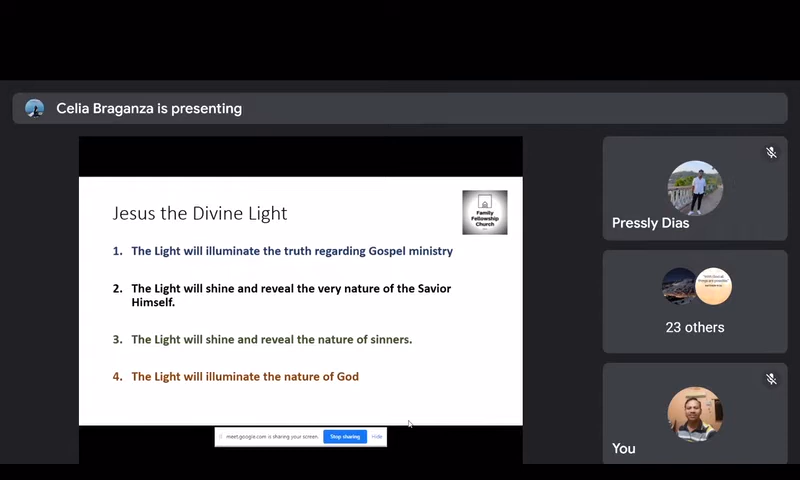 Celia Braganza is presenting
Jesus the Divine Light
Family
Fellowship
Church
1. The Light will illuminate the truth regarding Gospel ministry
2. The Light will shine and reveal the very nature of the Savior
Himself.
3. The Light will shine and reveal the nature of sinners.
4. The Light will illuminate the nature of God
meet.google.com is sharing your screen.
Stop sharing
Hide
Pressly Dias
23 others
You